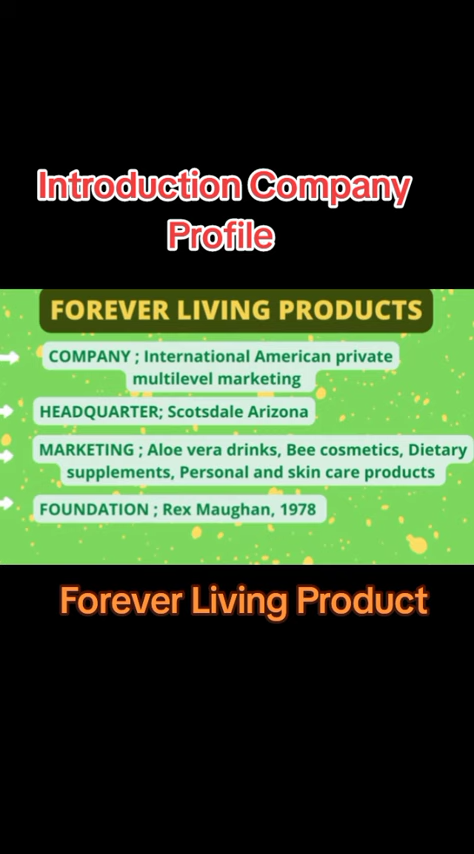 Introduction Company
Profile
FOREVER LIVING PRODUCTS
COMPANY ; International American private
multilevel marketing
HEADQUARTER; Scotsdale Arizona
MARKETING ; Aloe vera drinks, Bee cosmetics, Dietary
supplements, Personal and skin care products
FOUNDATION ; Rex Maughan, 1978
Forever Living Product